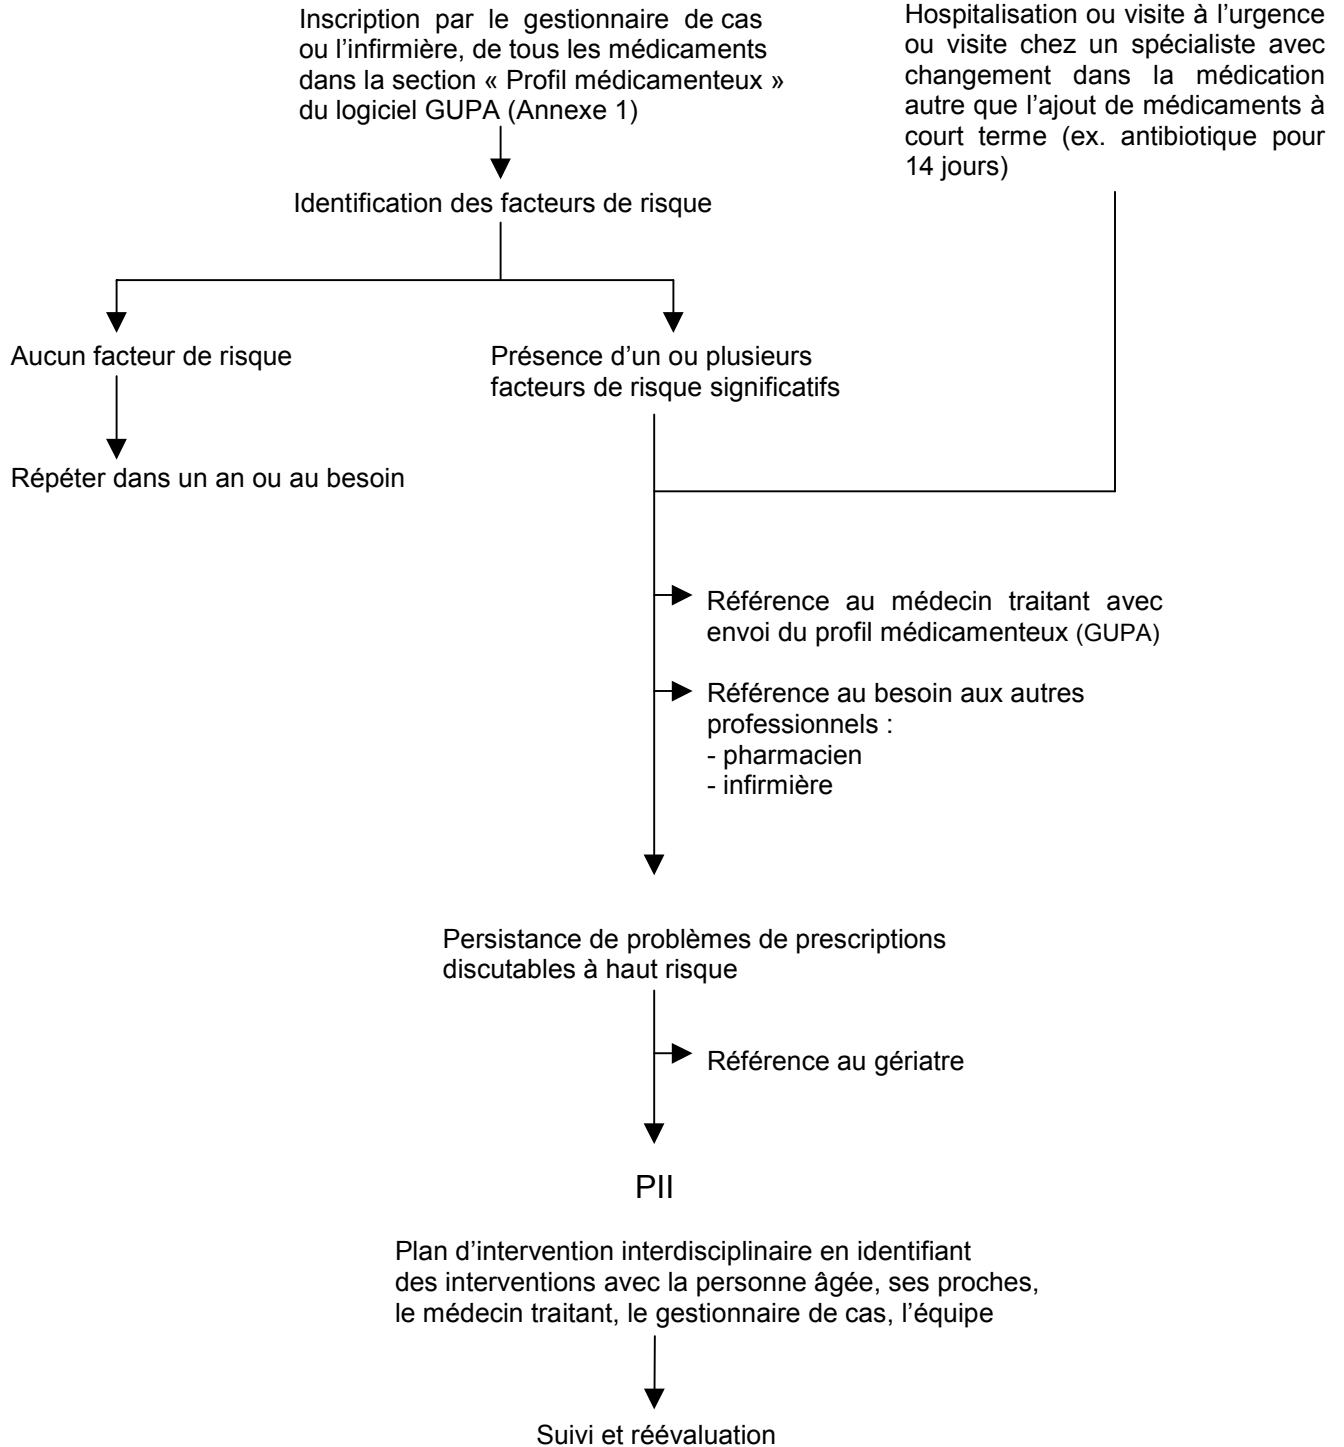 Inscription par le gestionnaire de cas
ou l’infirmière, de tous les médicaments
dans la section « Profil médicamenteux »
du logiciel GUPA (Annexe 1)
Hospitalisation ou visite à l’urgence
ou visite chez un spécialiste avec
changement dans la médication
autre que l’ajout de médicaments à
court terme (ex. antibiotique pour
14 jours)
Identification des facteurs de risque
Aucun facteur de risque
Présence d’un ou plusieurs
facteurs de risque significatifs
Répéter dans un an ou au besoin
Référence au médecin traitant avec
envoi du profil médicamenteux (GUPA)
Référence au besoin aux autres
professionnels :
- pharmacien
- infirmière
Persistance de problèmes de prescriptions
discutables à haut risque
Référence au gériatre
PII
Plan d’intervention interdisciplinaire en identifiant
des interventions avec la personne âgée, ses proches,
le médecin traitant, le gestionnaire de cas, l’équipe
Suivi et réévaluation